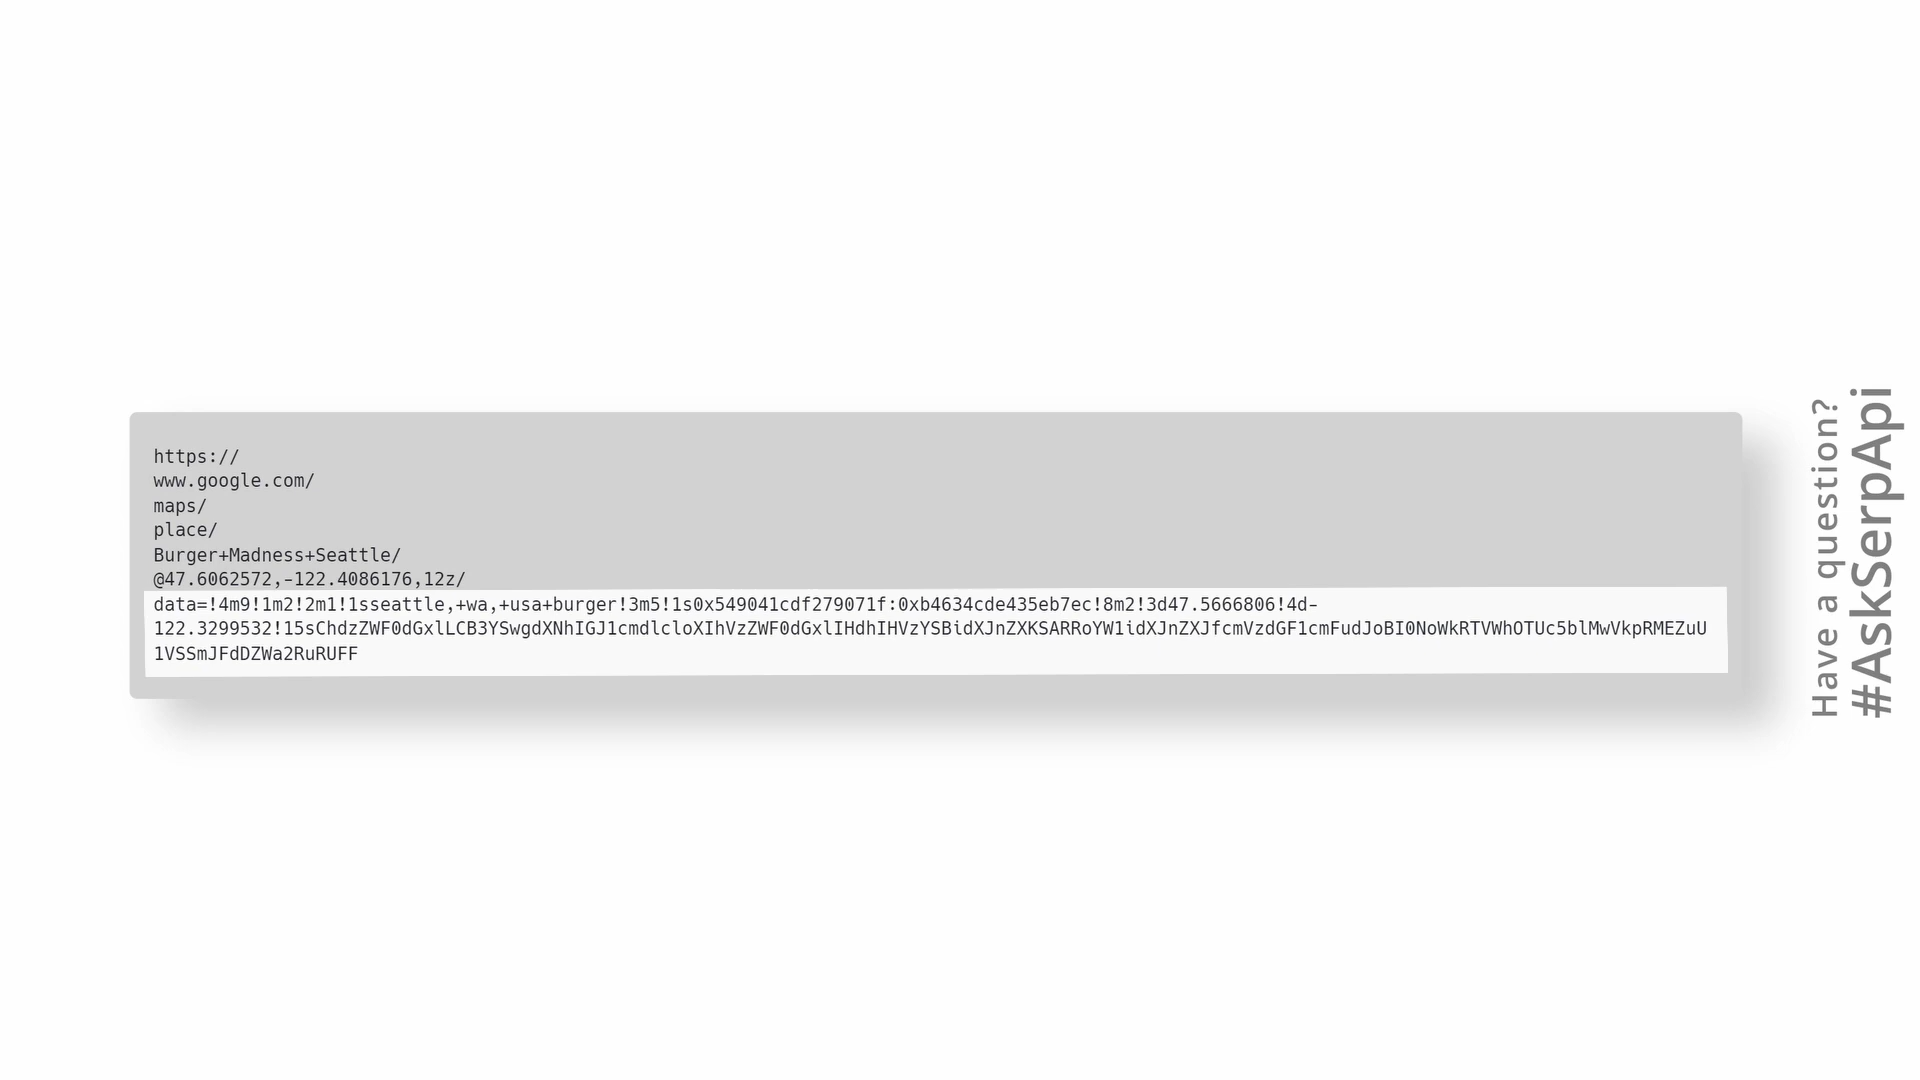 https://
www.google.com/
maps/
place/
Burger+Madness+Seattle/
@47.6062572,-122.4086176,12z/
data=!4m9!1m2!2m1!1sseattle,+wa,+usa+burger!3m5!1s0x549041cdf279071f:0xb4634cde435eb7ec!8m2!3d47.5666806!4d-
122.3299532!15sChdzZWF0dGxlLCB3YSwgdXNhIGJ1cmdlcloXIhVzZWF0dGxlIHdhIHVzYSBidXJnZXKSARRoYW1idXJnZXJfcmVzdGF1cmFudJoBI0NoWkRTVWhOTUc5blMwVkpRMEZuU
1VSSmJFdDZWa2RuRUFF
Have a question?
#AskSerpApi